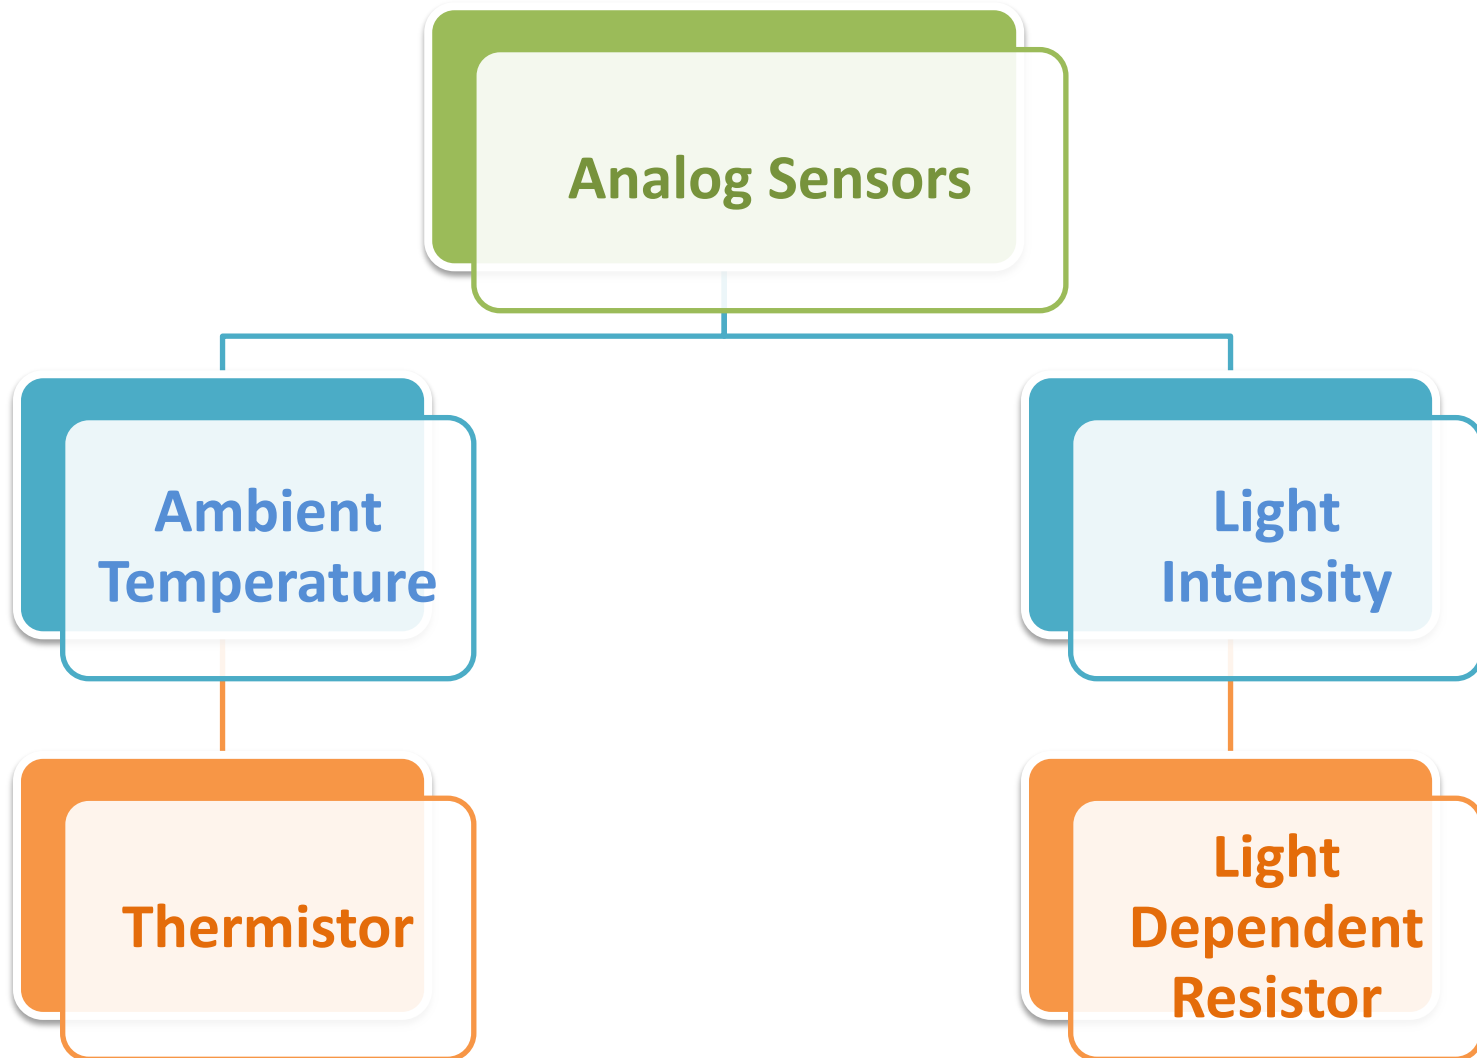 Analog Sensors
Ambient
Temperature
Light
Intensity
Thermistor
Light
Dependent
Resistor